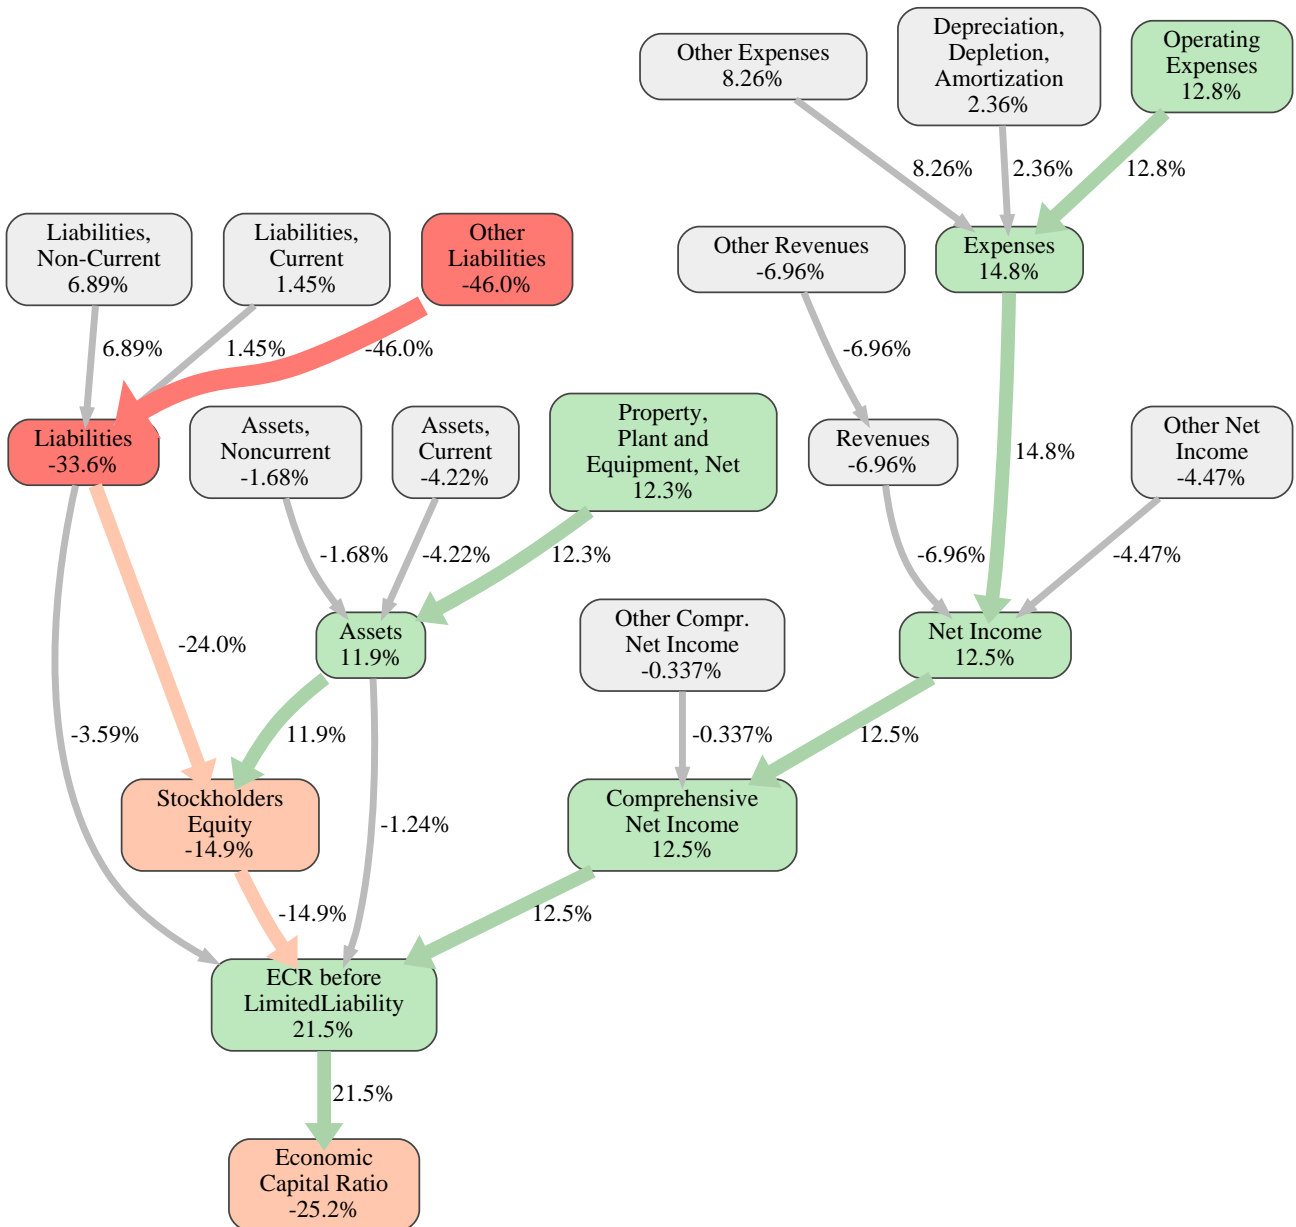 Other Expenses
8.26%
Depreciation,
Depletion,
Amortization
2.36%
Operating
Expenses
12.8%
8.26%
2.36%
12.8%
Liabilities,
Non-Current
6.89%
Liabilities,
Current
1.45%
Other
Liabilities
-46.0%
Other Revenues
-6.96%
Expenses
14.8%
6.89%
1.45%
-46.0%
-6.96%
14.8%
Liabilities
-33.6%
Assets,
Noncurrent
-1.68%
Assets,
Current
-4.22%
Property,
Plant and
Equipment, Net
12.3%
Revenues
-6.96%
Other Net
Income
-4.47%
-1.68%
-4.22%
12.3%
-6.96%
-4.47%
-24.0%
Assets
11.9%
Other Compr.
Net Income
-0.337%
Net Income
12.5%
-3.59%
11.9%
-0.337%
12.5%
Stockholders
Equity
-14.9%
-1.24%
Comprehensive
Net Income
12.5%
-14.9%
12.5%
ECR before
LimitedLiability
21.5%
21.5%
Economic
Capital Ratio
-25.2%